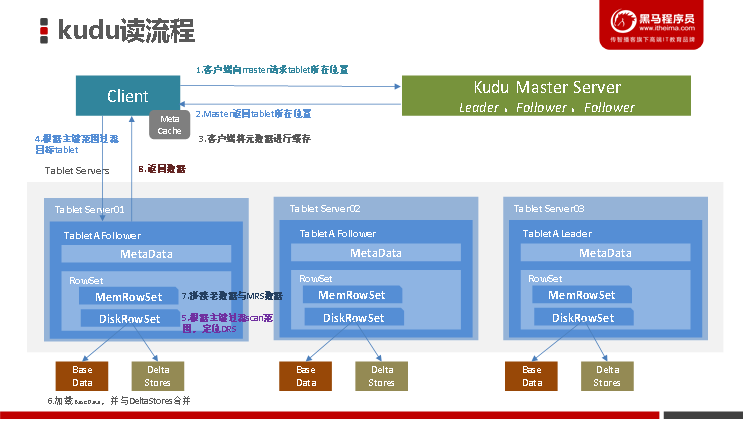 kudu读流程
黑马程序员
www.itheima.com
传智播客旗下高端IT教育品牌
1.客户端向master请求tablet所在位置
Client
Kudu Master Server
Leader 、Follower 、Follower
Meta
Cache
2.Master返回tablet所在位置
3.客户端将元数据进行缓存
4.根据主键范围过滤
目标tablet
Tablet Servers
8.返回数据
Tablet Server01
Tablet Server02
Tablet Server03
TabletA Follower
TabletA Follower
TabletA Leader
MetaData
MetaData
MetaData
RowSet
RowSet
RowSet
MemRowSet
7.拼接老数据与MRS数据
MemRowSet
MemRowSet
DiskRowSet
5.根据主键过滤scan范
围，定位DRS
DiskRowSet
DiskRowSet
Base
Data
Delta
Stores
Base
Data
Delta
Stores
Base
Data
Delta
Stores
6.加载BaseData，并与DeltaStores合并